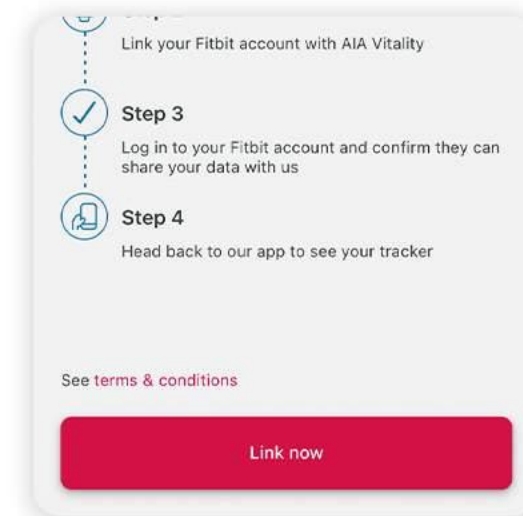 Link your Fitbit account with AIA Vitality
Step 3
Log in to your Fitbit account and confirm they can
share your data with us
Step 4
Head back to our app to see your tracker
See terms & conditions
Link now